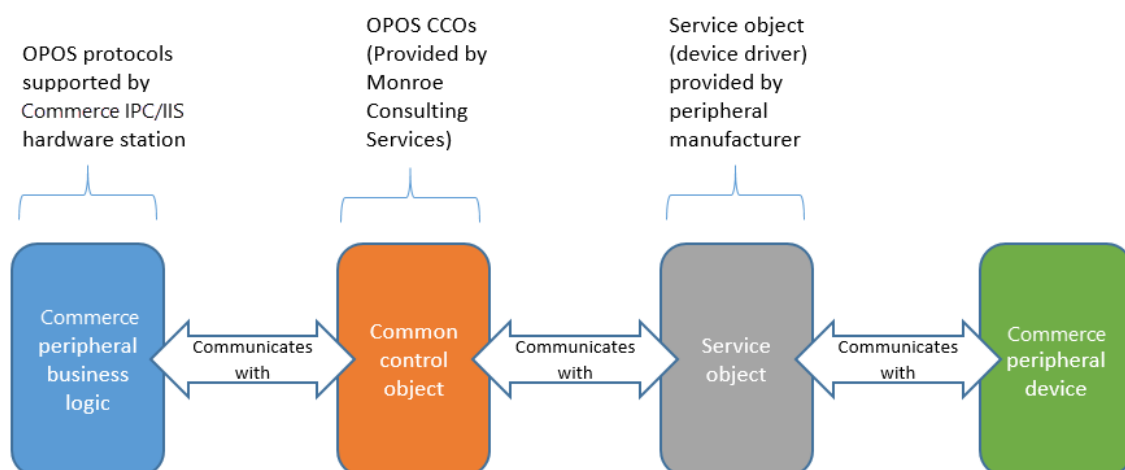 OPOS protocols
supported by
Commerce IPC/IIS
hardware station
OPOS CCOs
(Provided by
Monroe
Consulting
Services)
Service object
(device driver)
provided by
peripheral
manufacturer
Commerce
peripheral
business
logic
Communicates
with
Common
control
object
Communicates
with
Service
object
Communicates
with
Commerce
peripheral
device